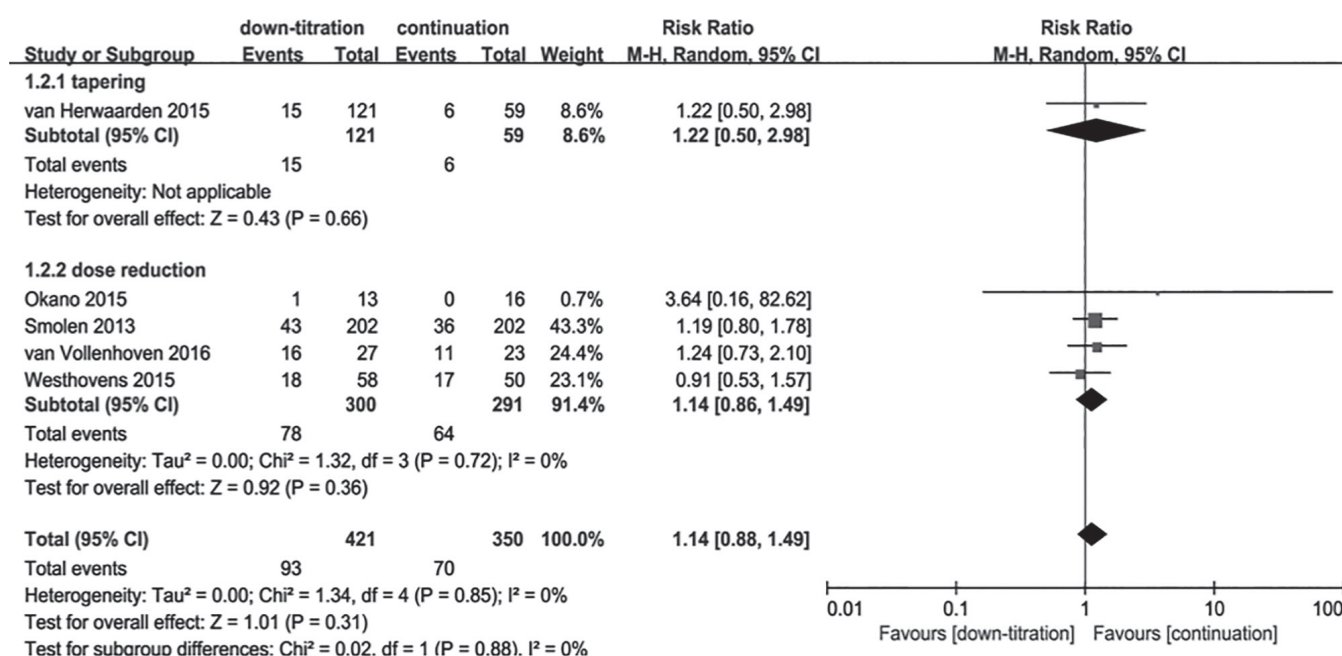 down-titration continuation Risk Ratio Risk Ratio
Study or Subgroup Events Total Events Total Weight M-H, Random, 95% CI M-H, Random, 95% CI
1.2.1 tapering
van Herwaarden 2015 15 121 6 59 8.6% 1.22 [0.50, 2.98]
Subtotal (95% CI) 121 59 8.6% 1.22 [0.50, 2.98]
Total events 15 6
Heterogeneity: Not applicable
Test for overall effect: Z = 0.43 (P = 0.66)
1.2.2 dose reduction
Okano 2015 1 13 0 16 0.7% 3.64 [0.16, 82.62]
Smolen 2013 43 202 36 202 43.3% 1.19 [0.80, 1.78]
van Vollenhoven 2016 16 27 11 23 24.4% 1.24 [0.73, 2.10]
Westhovens 2015 18 58 17 50 23.1% 0.91 [0.53, 1.57]
Subtotal (95% CI) 300 291 91.4% 1.14 [0.86, 1.49]
Total events 78 64
Heterogeneity: Tau² = 0.00; Chi² = 1.32, df = 3 (P = 0.72); I² = 0%
Test for overall effect: Z = 0.92 (P = 0.36)
Total (95% CI) 421 350 100.0% 1.14 [0.88, 1.49]
Total events 93 70
Heterogeneity: Tau² = 0.00; Chi² = 1.34, df = 4 (P = 0.85); I² = 0%
Test for overall effect: Z = 1.01 (P = 0.31)
Test for subgroup differences: Chi² = 0.02, df = 1 (P = 0.88), I² = 0%
0.01 0.1 1 10 100
Favours [down-titration] Favours [continuation]